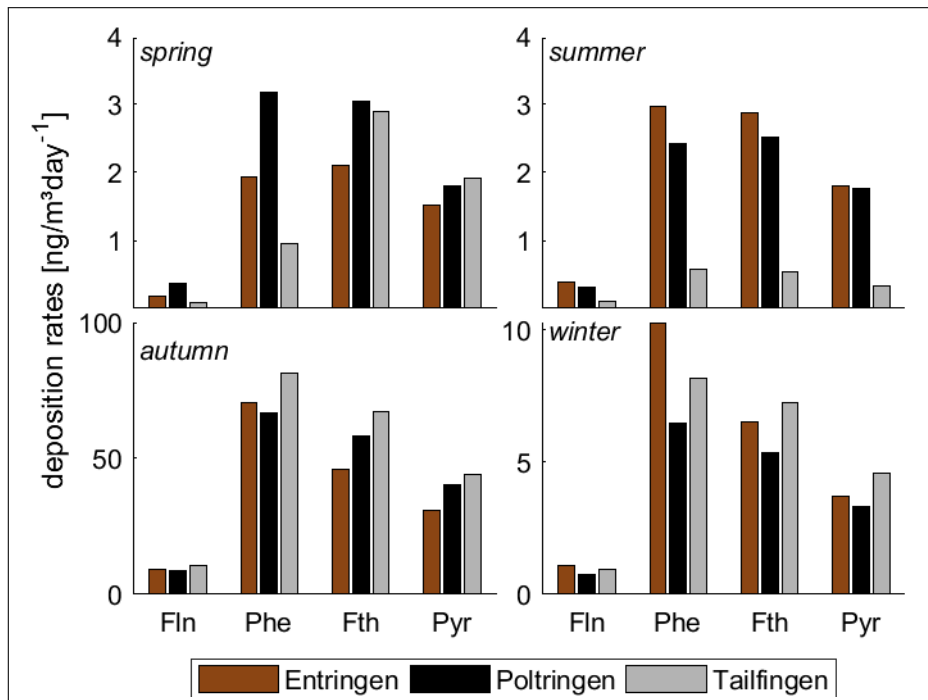 deposition rates [ng/m³day⁻¹]
spring
4
3
2
1
summer
4
3
2
1
autumn
100
50
0
Fln Phe Fth Pyr
winter
10
5
0
Fln Phe Fth Pyr
Entringen Poltringen Tailfingen